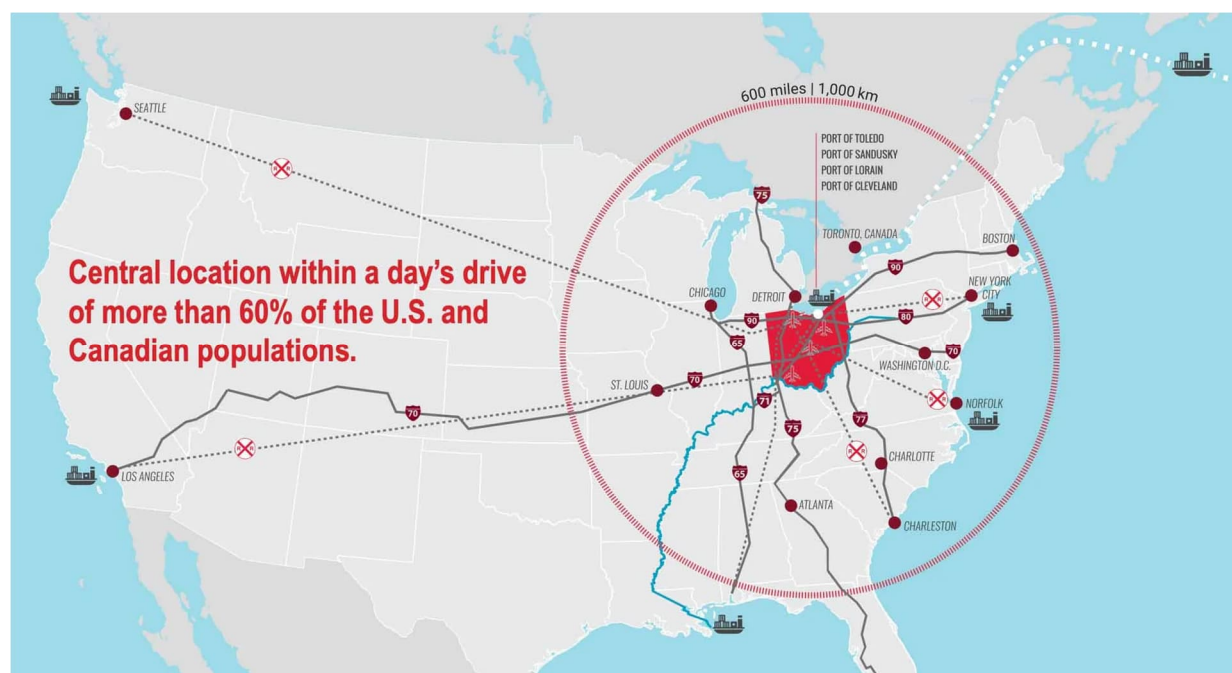 600 miles | 1,000 km
PORT OF TOLEDO
PORT OF SANDUSKY
PORT OF LORAIN
PORT OF CLEVELAND
SEATTLE
75
TORONTO, CANADA
BOSTON
90
Central location within a day’s drive
of more than 60% of the U.S. and
Canadian populations.
CHICAGO
DETROIT
NEW YORK
CITY
R R
R R
90
80
65
WASHINGTON D.C.
70
ST. LOUIS
70
71
NORFOLK
R R
70
75
77
R R
R R
CHARLOTTE
LOS ANGELES
65
ATLANTA
CHARLESTON